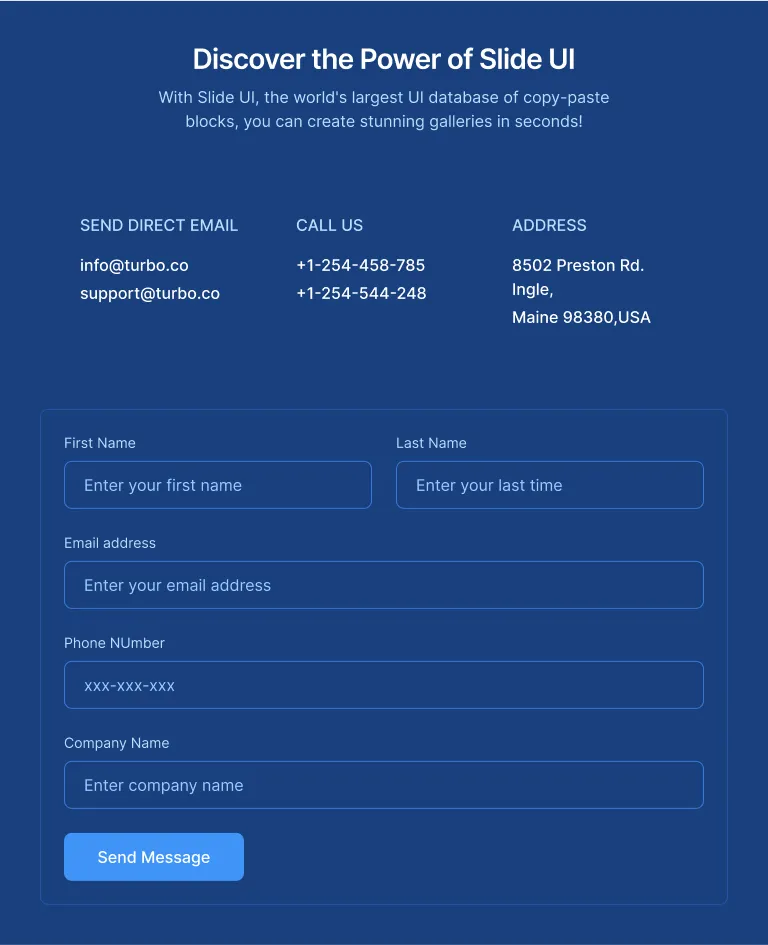 Discover the Power of Slide UI
With Slide UI, the world's largest UI database of copy-paste
blocks, you can create stunning galleries in seconds!
SEND DIRECT EMAIL
info@turbo.co
support@turbo.co
CALL US
+1-254-458-785
+1-254-544-248
ADDRESS
8502 Preston Rd.
Ingle,
Maine 98380,USA
First Name
Enter your first name
Last Name
Enter your last time
Email address
Enter your email address
Phone NUmber
xxx-xxx-xxx
Company Name
Enter company name
Send Message